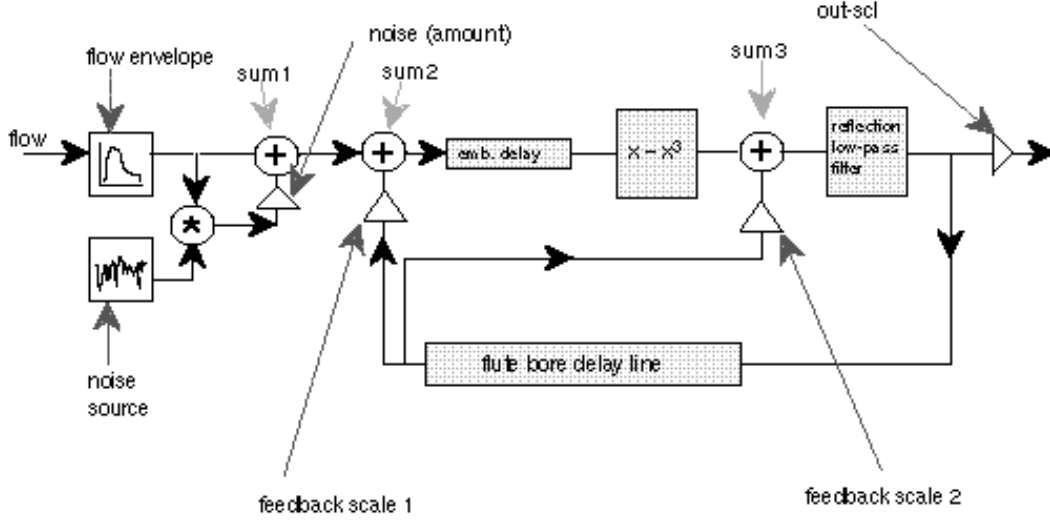 out-scl
noise (amount)
flow envelope
sum1
sum2
sum3
flow
emb. delay
x – x³
reflection
low-pass
filter
+
+
+
*
flute bore delay line
noise
source
feedback scale 1
feedback scale 2